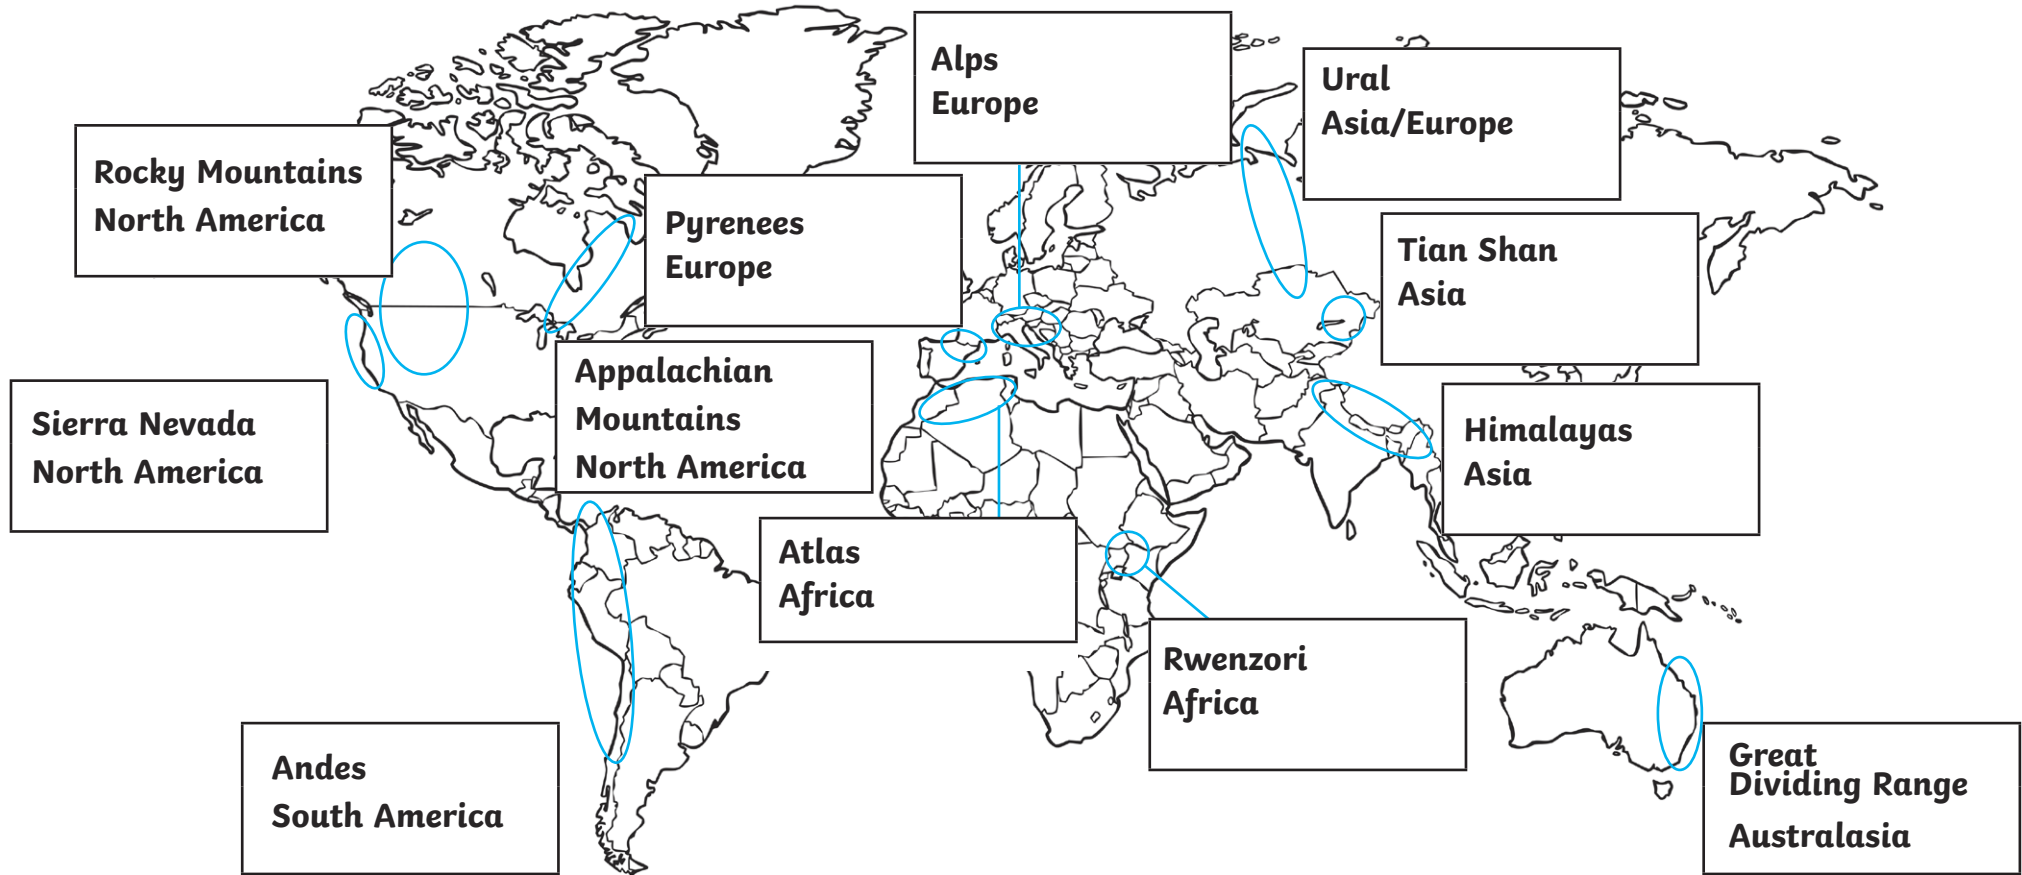 Alps
Europe
Ural
Asia/Europe
Rocky Mountains
North America
Pyrenees
Europe
Tian Shan
Asia
Appalachian
Mountains
North America
Sierra Nevada
North America
Himalayas
Asia
Atlas
Africa
Rwenzori
Africa
Andes
South America
Great
Dividing Range
Australasia